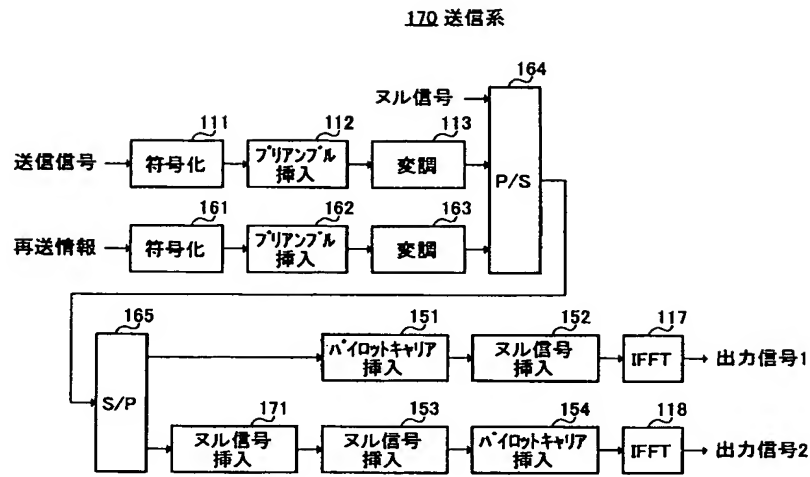 170 送信系
164
ヌル信号
111 112 113
送信信号 符号化 プリアンブル挿入 変調
P/S
161 162 163
再送情報 符号化 プリアンブル挿入 変調
165 151 152 117
パイロットキャリア挿入 ヌル信号挿入 IFFT 出力信号1
S/P
171 153 154 118
ヌル信号挿入 ヌル信号挿入 パイロットキャリア挿入 IFFT 出力信号2